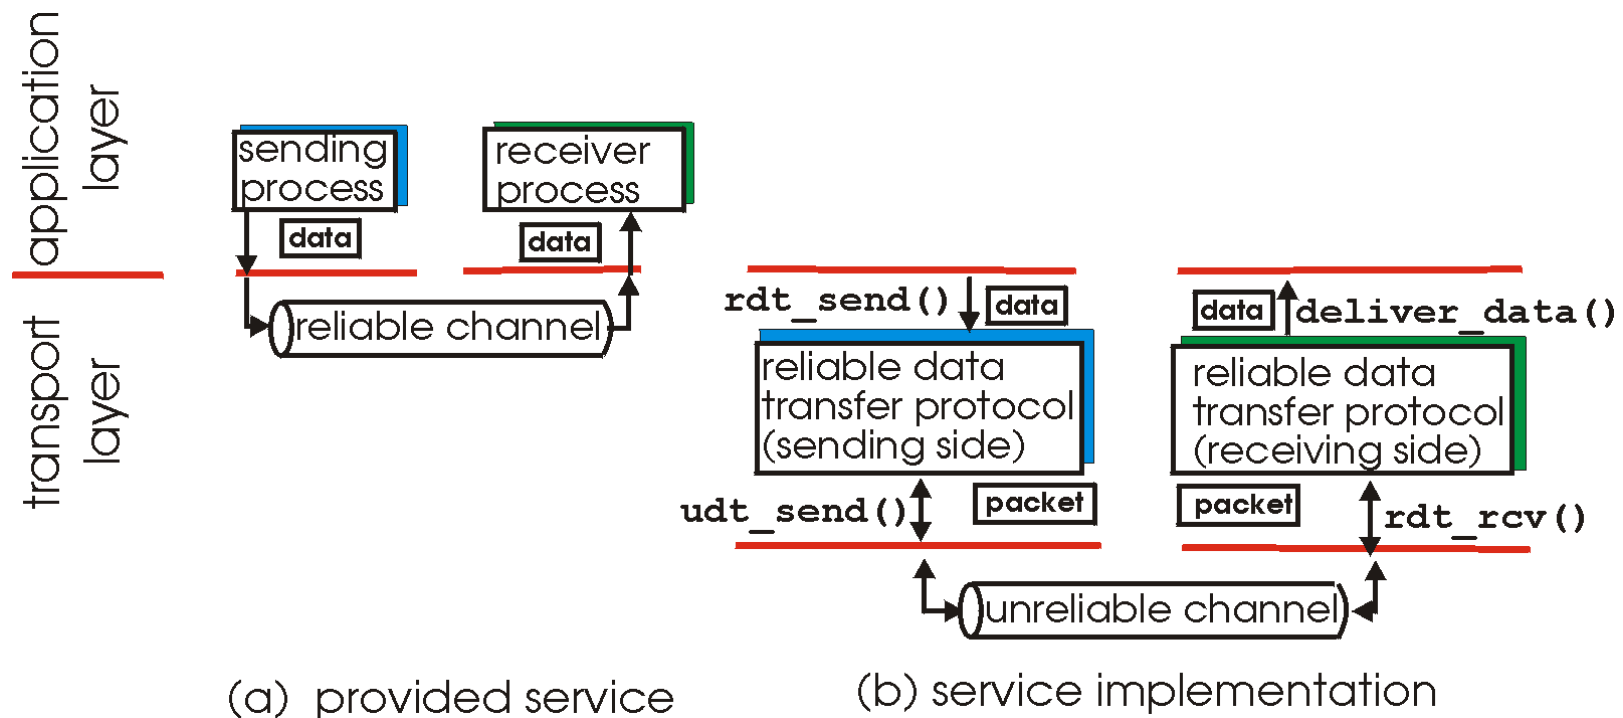 application
layer
transport
layer
sending
process
data
receiver
process
data
reliable channel
(a) provided service
rdt_send()
data
reliable data
transfer protocol
(sending side)
udt_send()
packet
data
deliver_data()
reliable data
transfer protocol
(receiving side)
packet
rdt_rcv()
unreliable channel
(b) service implementation